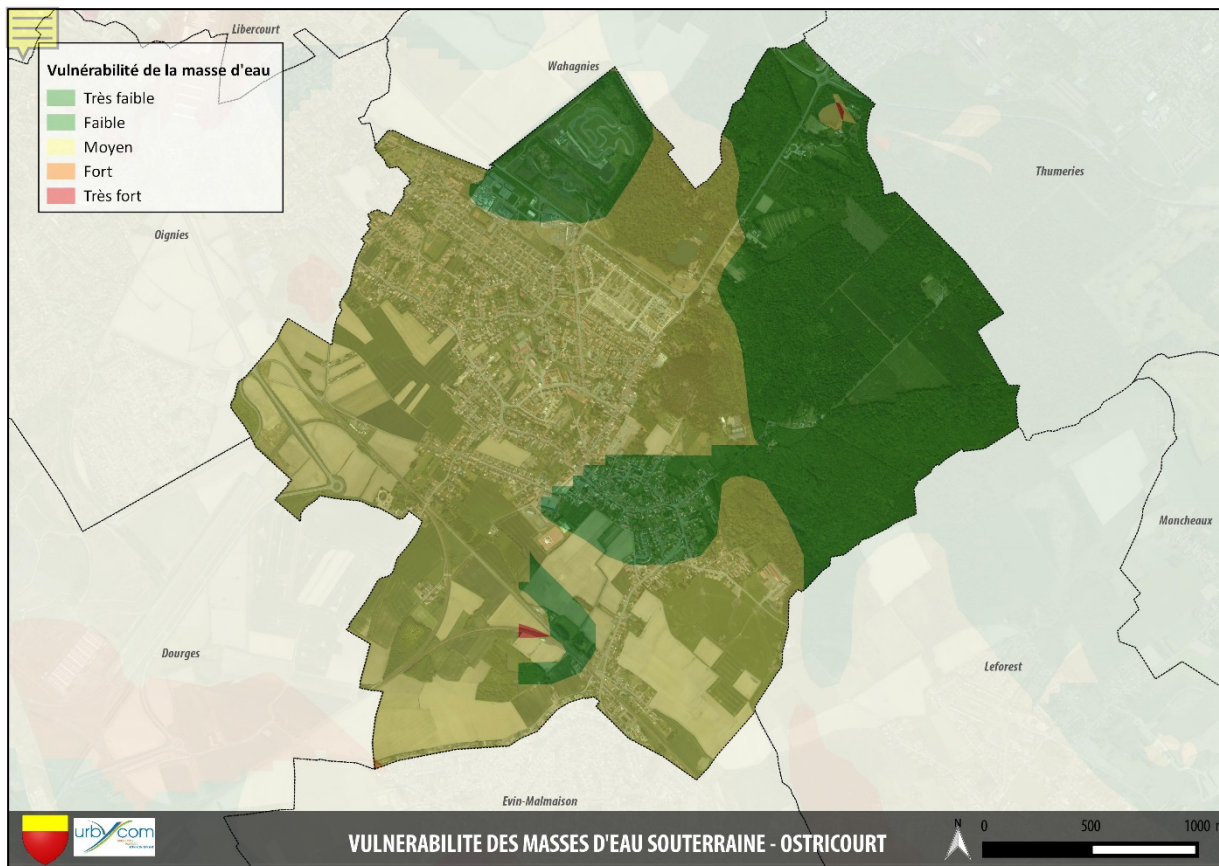 Libercourt
Wahagnies
Vulnérabilité de la masse d'eau
Très faible
Faible
Moyen
Fort
Très fort
Thumeries
Oignies
Moncheaux
Dourges
Leforest
Evin-Malmaison
urbycom
VULNERABILITE DES MASSES D'EAU SOUTERRAINE - OSTRICOURT
N
0 500 1000 m